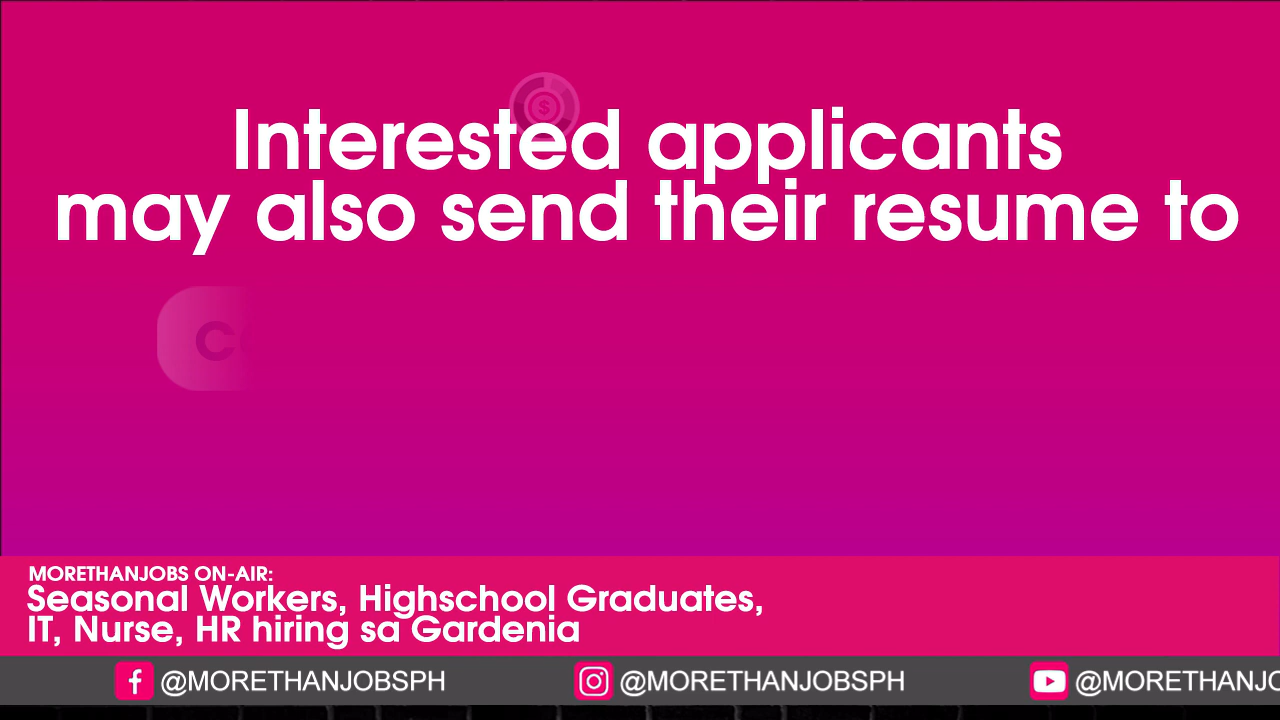 Interested applicants
may also send their resume to
MORETHANJOBS ON-AIR:
Seasonal Workers, Highschool Graduates,
IT, Nurse, HR hiring sa Gardenia
@MORETHANJOBSPH @MORETHANJOBSPH